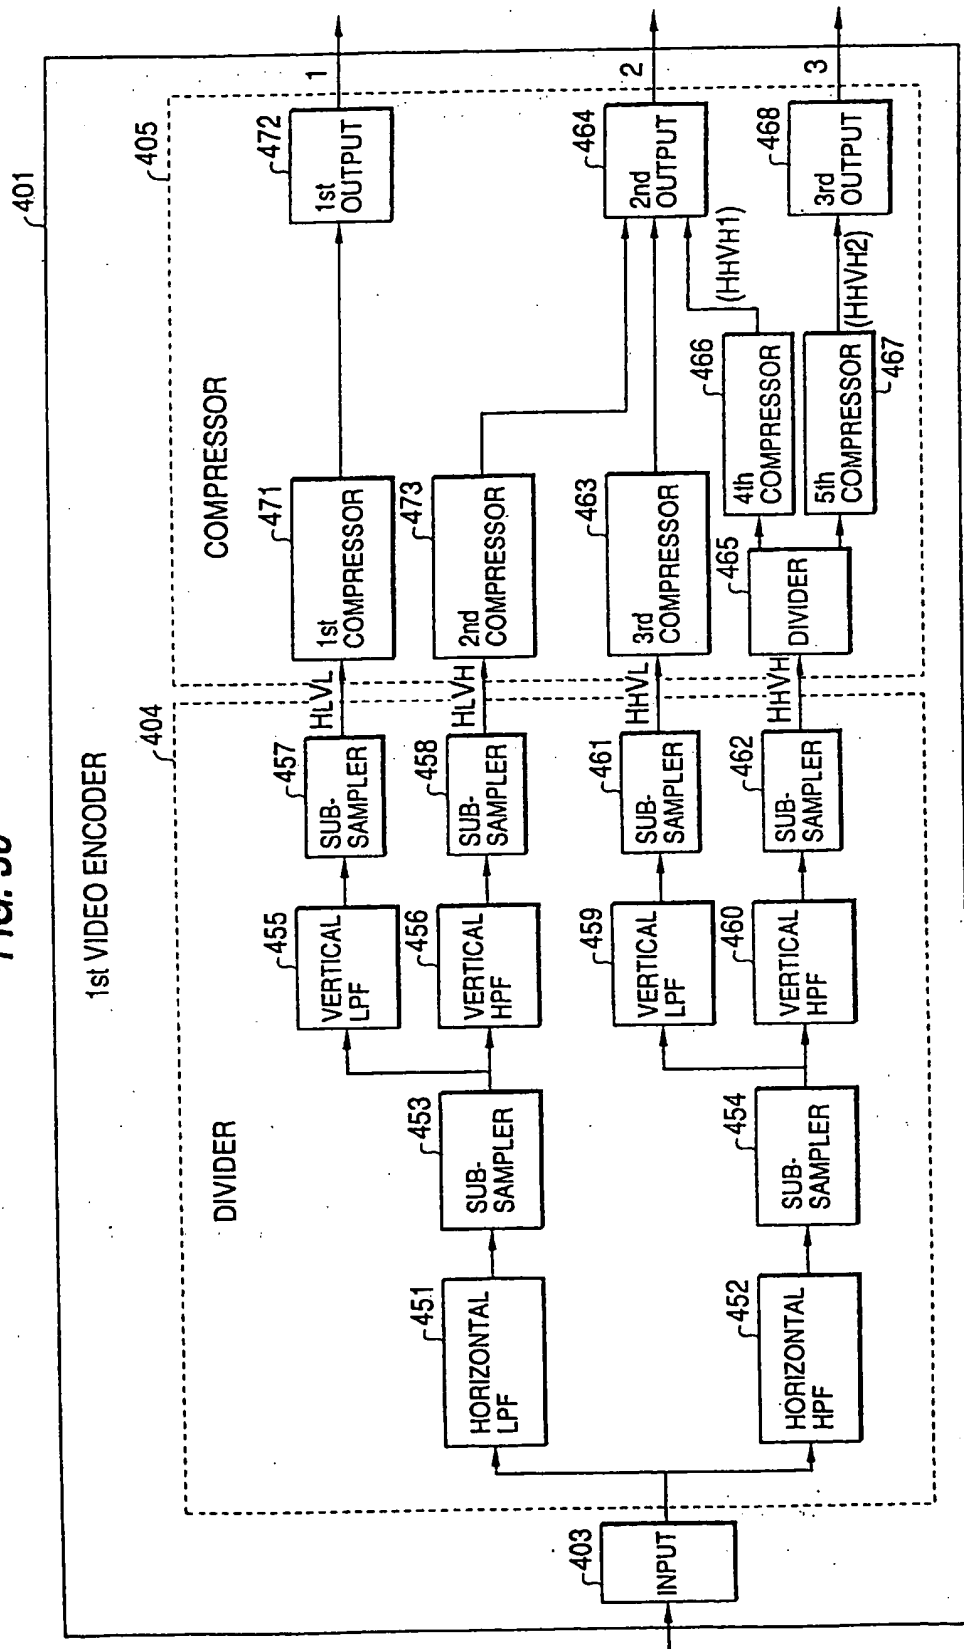 1st VIDEO ENCODER
401
404
405
DIVIDER
COMPRESSOR
403
INPUT
451
HORIZONTAL
LPF
452
HORIZONTAL
HPF
453
SUB-
SAMPLER
454
SUB-
SAMPLER
455
VERTICAL
LPF
456
VERTICAL
HPF
459
VERTICAL
LPF
460
VERTICAL
HPF
457
SUB-
SAMPLER
458
SUB-
SAMPLER
461
SUB-
SAMPLER
462
SUB-
SAMPLER
HLVL
HLVH
HHVL
HHVH
471
1st
COMPRESSOR
473
2nd
COMPRESSOR
463
3rd
COMPRESSOR
465
DIVIDER
466
4th
COMPRESSOR
5th
COMPRESSOR
467
(HHVH1)
(HHVH2)
472
1st
OUTPUT
464
2nd
OUTPUT
468
3rd
OUTPUT
1
2
3